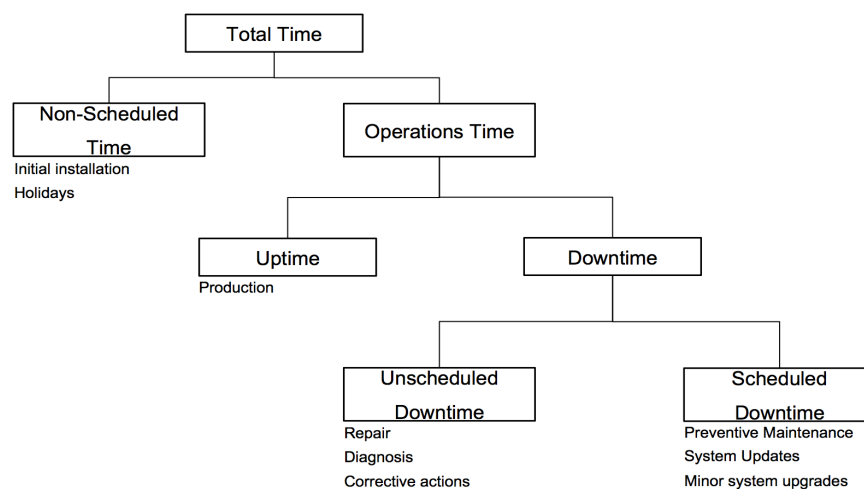 Total Time
Non-Scheduled
Time
Initial installation
Holidays
Operations Time
Uptime
Production
Downtime
Unscheduled
Downtime
Repair
Diagnosis
Corrective actions
Scheduled
Downtime
Preventive Maintenance
System Updates
Minor system upgrades